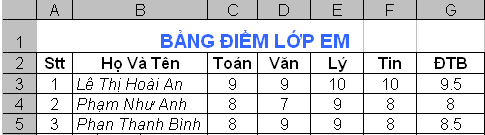 A B C D E F G
1 BẢNG ĐIỂM LỚP EM
2 Stt Họ Và Tên Toán Văn Lý Tin ĐTB
3 1 Lê Thị Hoài An 9 9 10 10 9.5
4 2 Phạm Như Anh 8 7 9 8 8
5 3 Phan Thanh Bình 8 9 9 8 8.5